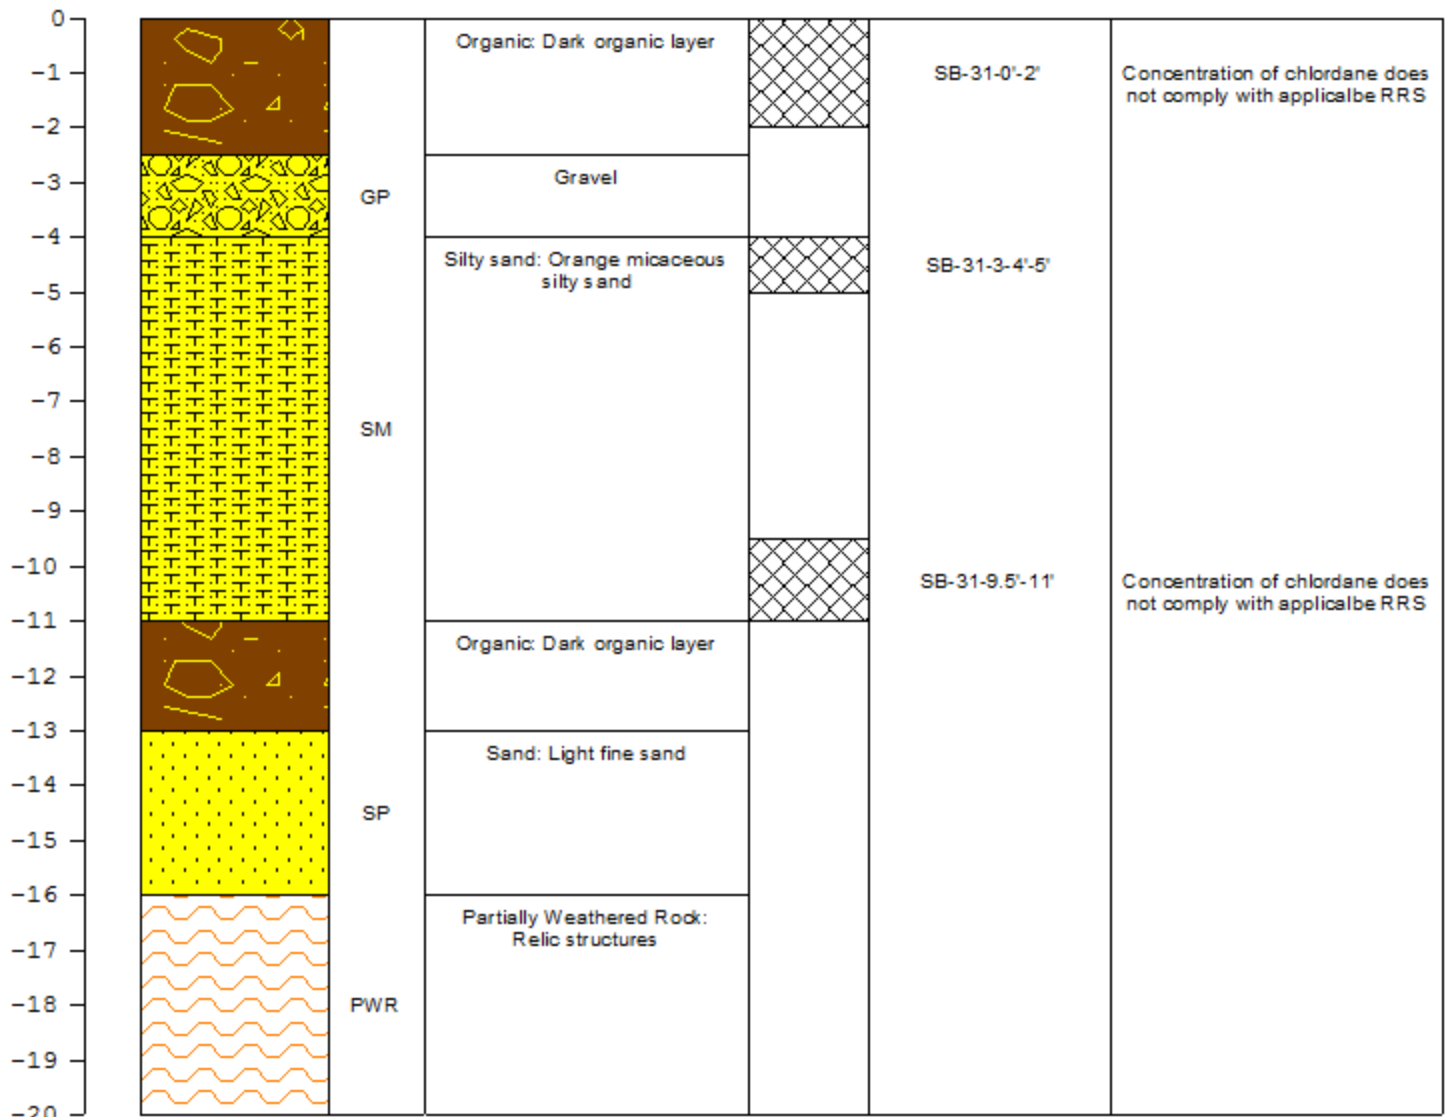 0
Organic: Dark organic layer
-1
SB-31-0'-2'
Concentration of chlordane does
not comply with applicalbe RRS
-2
-3
GP
Gravel
-4
Silty sand: Orange micaceous
silty sand
SB-31-3-4'-5'
-5
-6
-7
SM
-8
-9
-10
SB-31-9.5'-11'
Concentration of chlordane does
not comply with applicalbe RRS
-11
Organic: Dark organic layer
-12
-13
Sand: Light fine sand
-14
SP
-15
-16
Partially Weathered Rock:
Relic structures
-17
-18
PWR
-19
-20